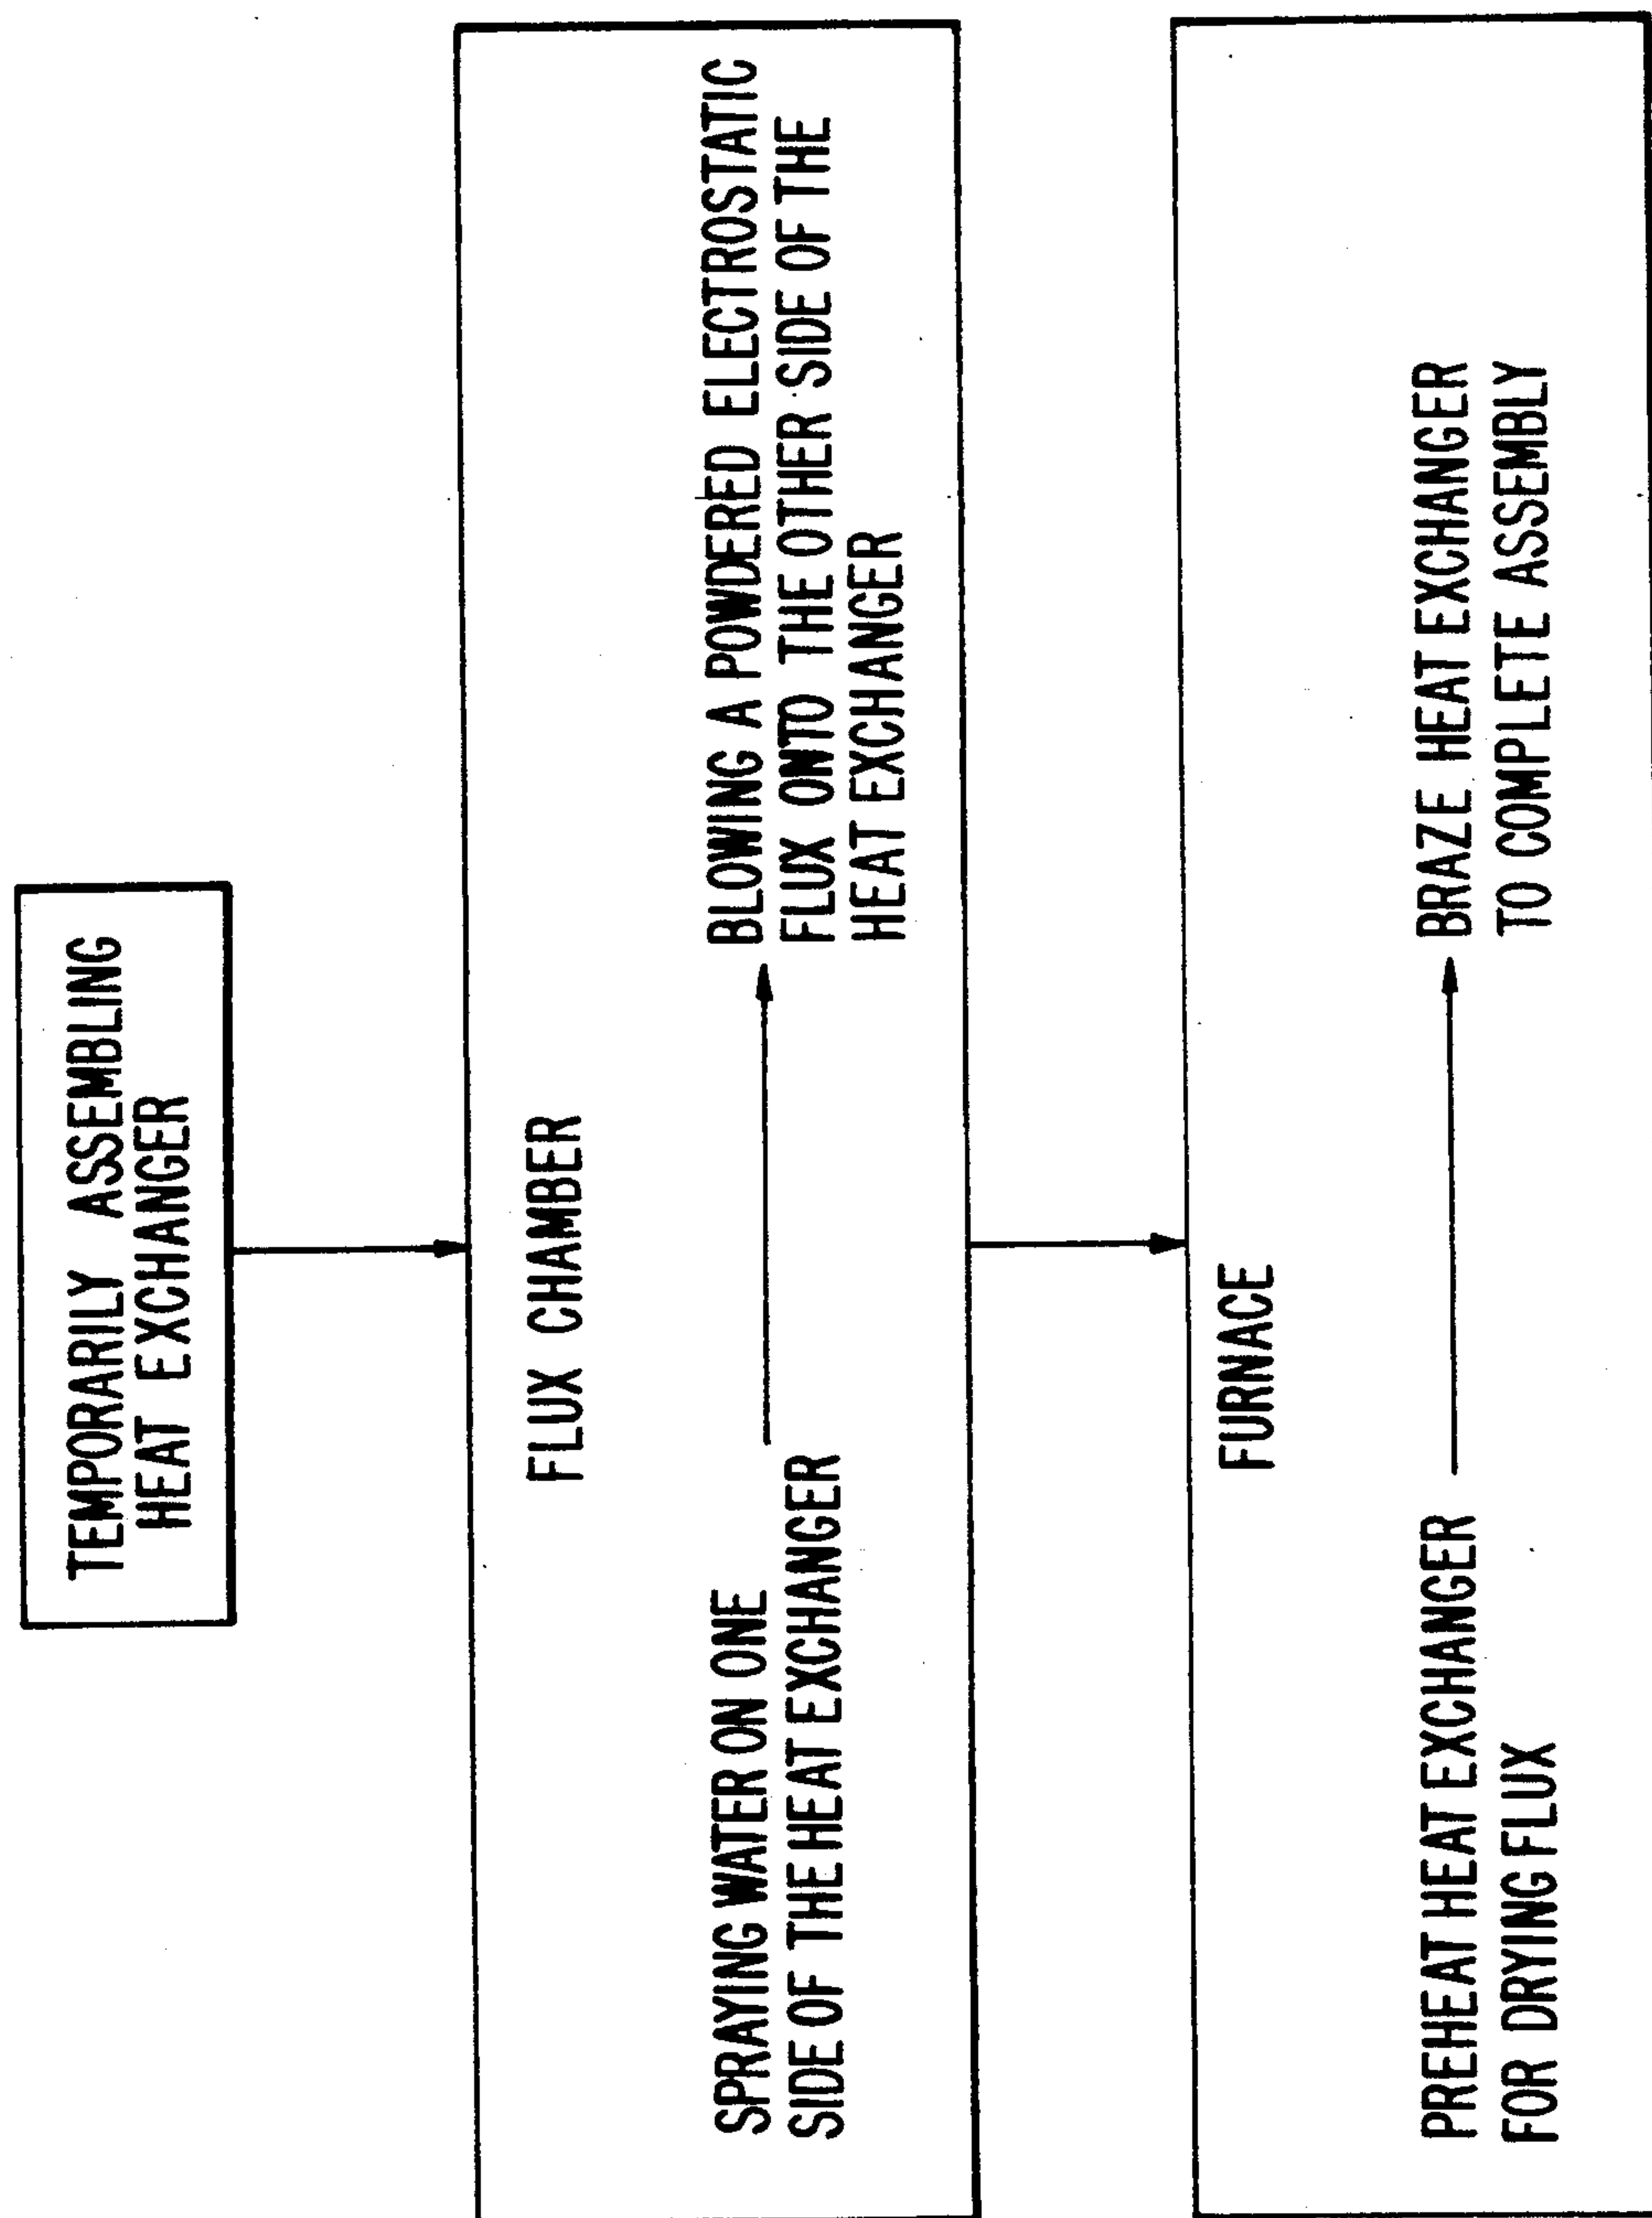 TEMPORARILY ASSEMBLING
HEAT EXCHANGER
FLUX CHAMBER
SPRAYING WATER ON ONE
SIDE OF THE HEAT EXCHANGER
BLOWING A POWDERED ELECTROSTATIC
FLUX ONTO THE OTHER SIDE OF THE
HEAT EXCHANGER
FURNACE
PREHEAT HEAT EXCHANGER
FOR DRYING FLUX
BRAZE HEAT EXCHANGER
TO COMPLETE ASSEMBLY